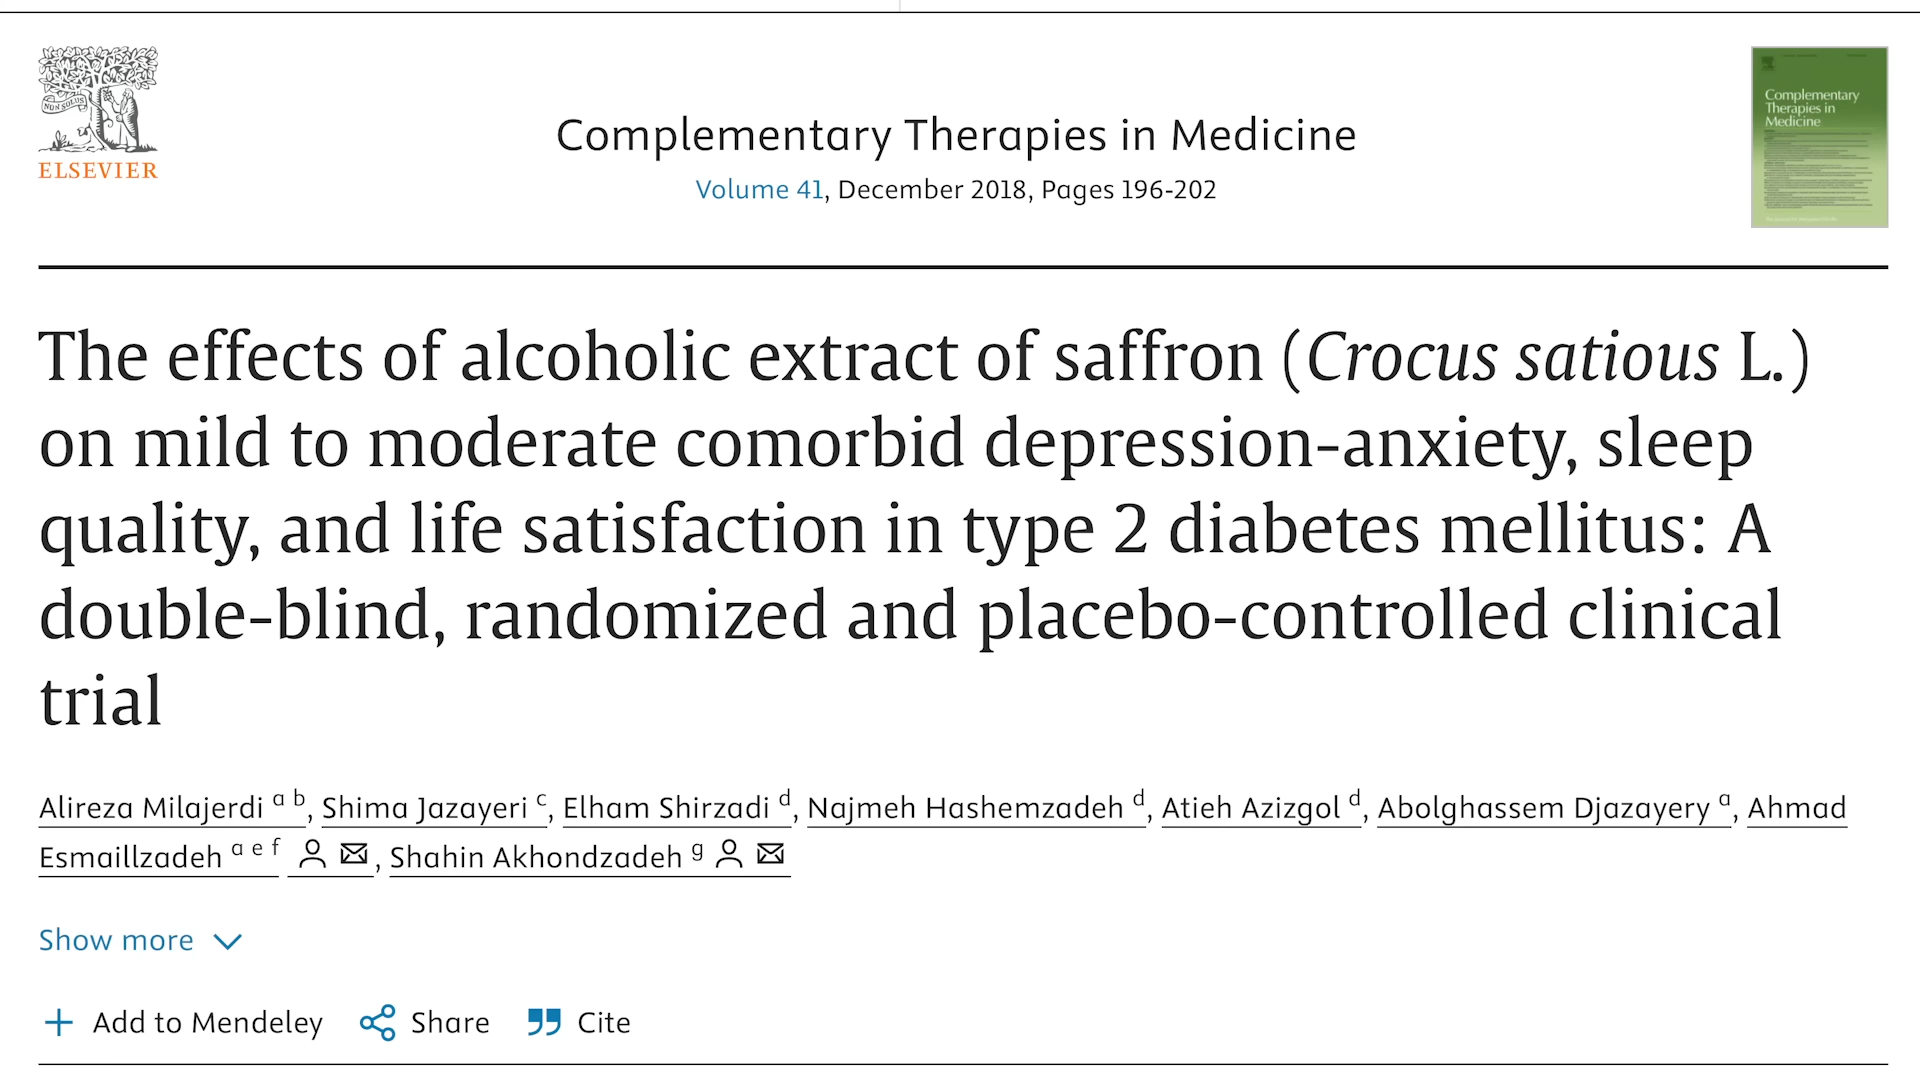 NON SOLUS
ELSEVIER
Complementary Therapies in Medicine
Volume 41, December 2018, Pages 196-202
Complementary
Therapies in
Medicine
The effects of alcoholic extract of saffron (Crocus satious L.)
on mild to moderate comorbid depression-anxiety, sleep
quality, and life satisfaction in type 2 diabetes mellitus: A
double-blind, randomized and placebo-controlled clinical
trial
Alireza Milajerdi a b, Shima Jazayeri c, Elham Shirzadi d, Najmeh Hashemzadeh d, Atieh Azizgol d, Abolghassem Djazayery a, Ahmad
Esmaillzadeh a e f, Shahin Akhondzadeh g
Show more
Add to Mendeley Share Cite